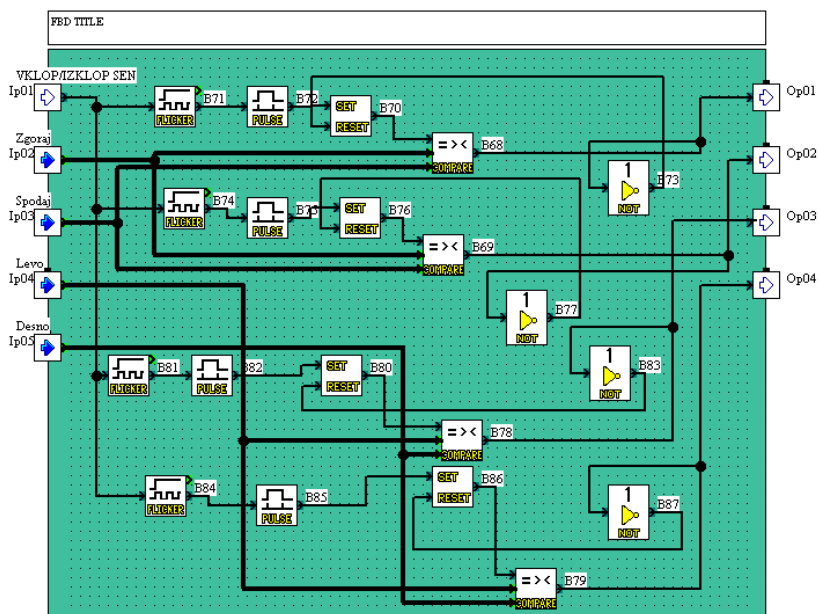 FBD TITLE
VKLOP/IZKLOP SEN
Ip01
B71
FLICKER
B72
PULSE
SET
RESET
B70
Op01
Zgoraj
Ip02
= > <
COMPARE
B68
1
NOT
B73
Op02
Spodaj
Ip03
B74
FLICKER
B75
PULSE
SET
RESET
B76
Op03
= > <
COMPARE
B69
Levo
Ip04
Op04
1
NOT
B77
Desno
Ip05
B81
FLICKER
B82
PULSE
SET
RESET
B80
1
NOT
B83
= > <
COMPARE
B78
B84
FLICKER
B85
PULSE
SET
RESET
B86
1
NOT
B87
= > <
COMPARE
B79